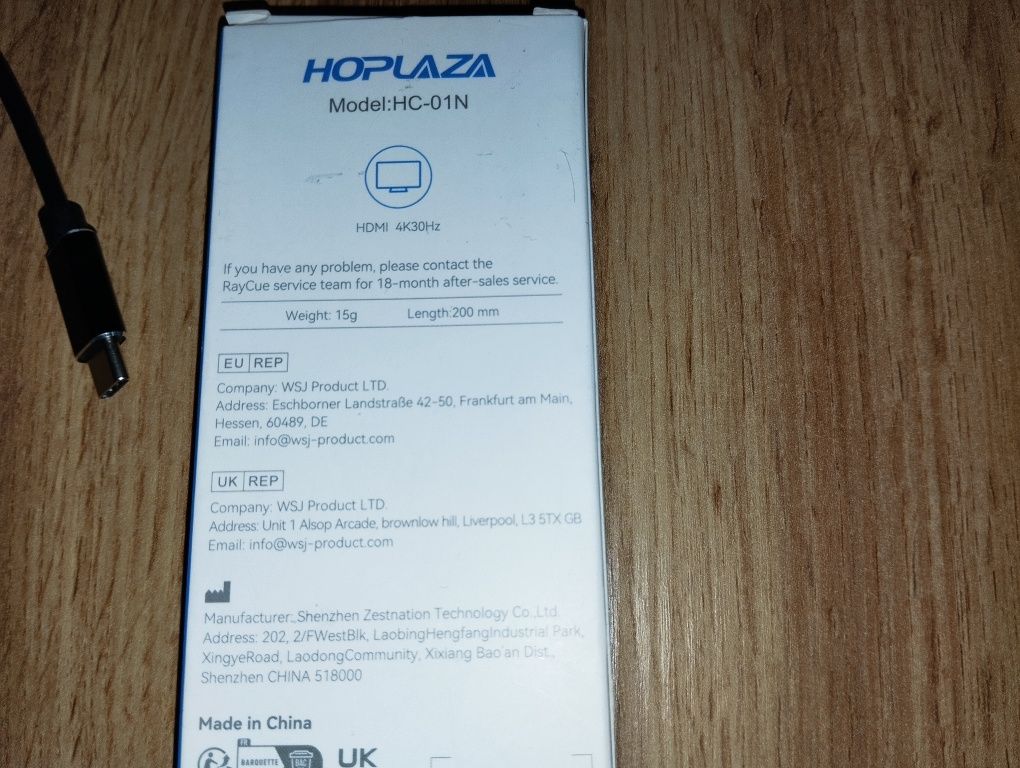 HOPLAZA
Model:HC-01N
HDMI 4K30Hz
If you have any problem, please contact the
RayCue service team for 18-month after-sales service.
Weight: 15g Length:200 mm
EU REP
Company: WSJ Product LTD.
Address: Eschborner Landstraße 42-50, Frankfurt am Main,
Hessen, 60489, DE
Email: info@wsj-product.com
UK REP
Company: WSJ Product LTD.
Address: Unit 1 Alsop Arcade, brownlow hill, Liverpool, L3 5TX GB
Email: info@wsj-product.com
Manufacturer: Shenzhen Zestnation Technology Co.,Ltd.
Address: 202, 2/FWestBlk, LaobingHengfangIndustrial Park,
XingyeRoad, LaodongCommunity, Xixiang Bao'an Dist.,
Shenzhen CHINA 518000
Made in China
FR
BARQUETTE BAC
UK